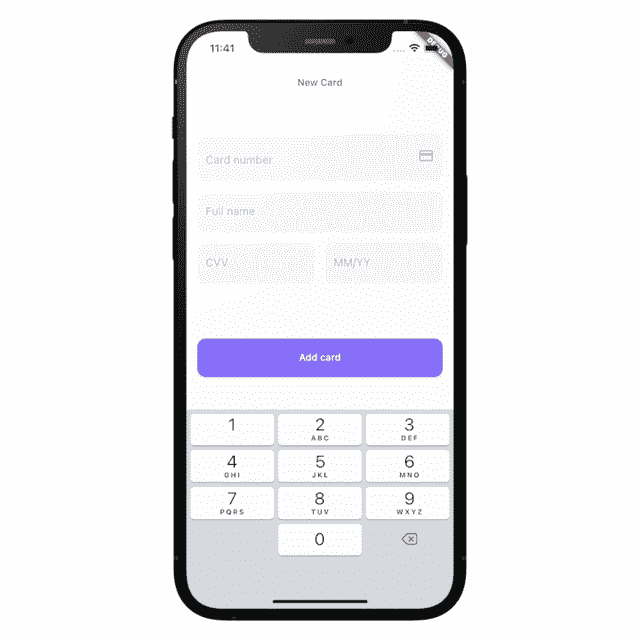 11:41
DEBUG
New Card
Card number
Full name
CVV MM/YY
Add card
1 2 3
ABC DEF
4 5 6
GHI JKL MNO
7 8 9
PQRS TUV WXYZ
0